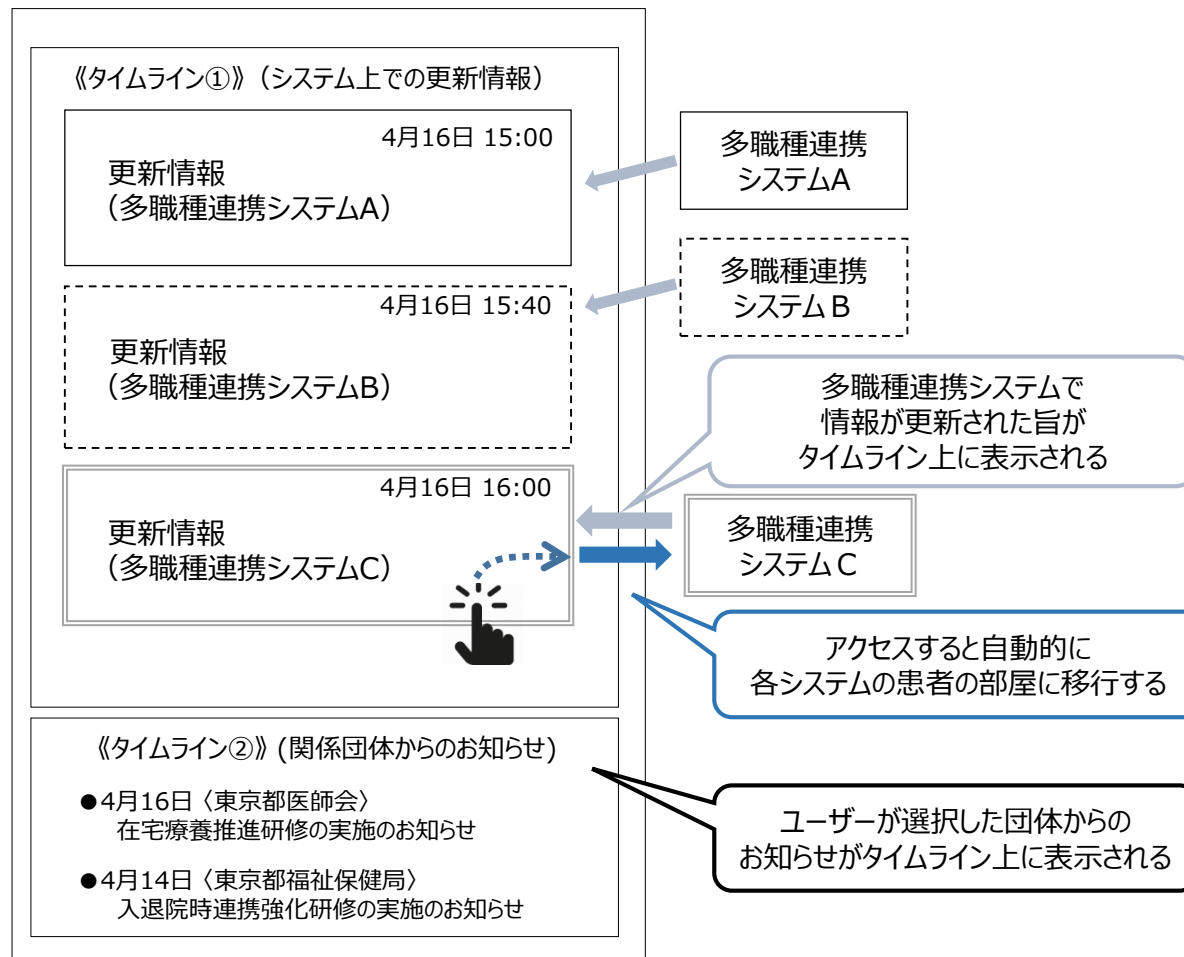 《タイムライン①》（システム上での更新情報）
4月16日 15:00
更新情報
（多職種連携システムA）
多職種連携
システムA
4月16日 15:40
更新情報
（多職種連携システムB）
多職種連携
システムB
多職種連携システムで
情報が更新された旨が
タイムライン上に表示される
4月16日 16:00
更新情報
（多職種連携システムC）
多職種連携
システムC
アクセスすると自動的に
各システムの患者の部屋に移行する
《タイムライン②》(関係団体からのお知らせ)
●4月16日〈東京都医師会〉
在宅療養推進研修の実施のお知らせ
●4月14日〈東京都福祉保健局〉
入退院時連携強化研修の実施のお知らせ
ユーザーが選択した団体からの
お知らせがタイムライン上に表示される